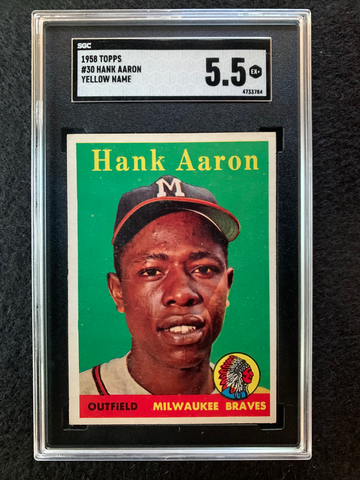 SGC
1958 TOPPS
#30 HANK AARON
YELLOW NAME
5.5 EX+
4733784
Hank Aaron
M
OUTFIELD MILWAUKEE BRAVES